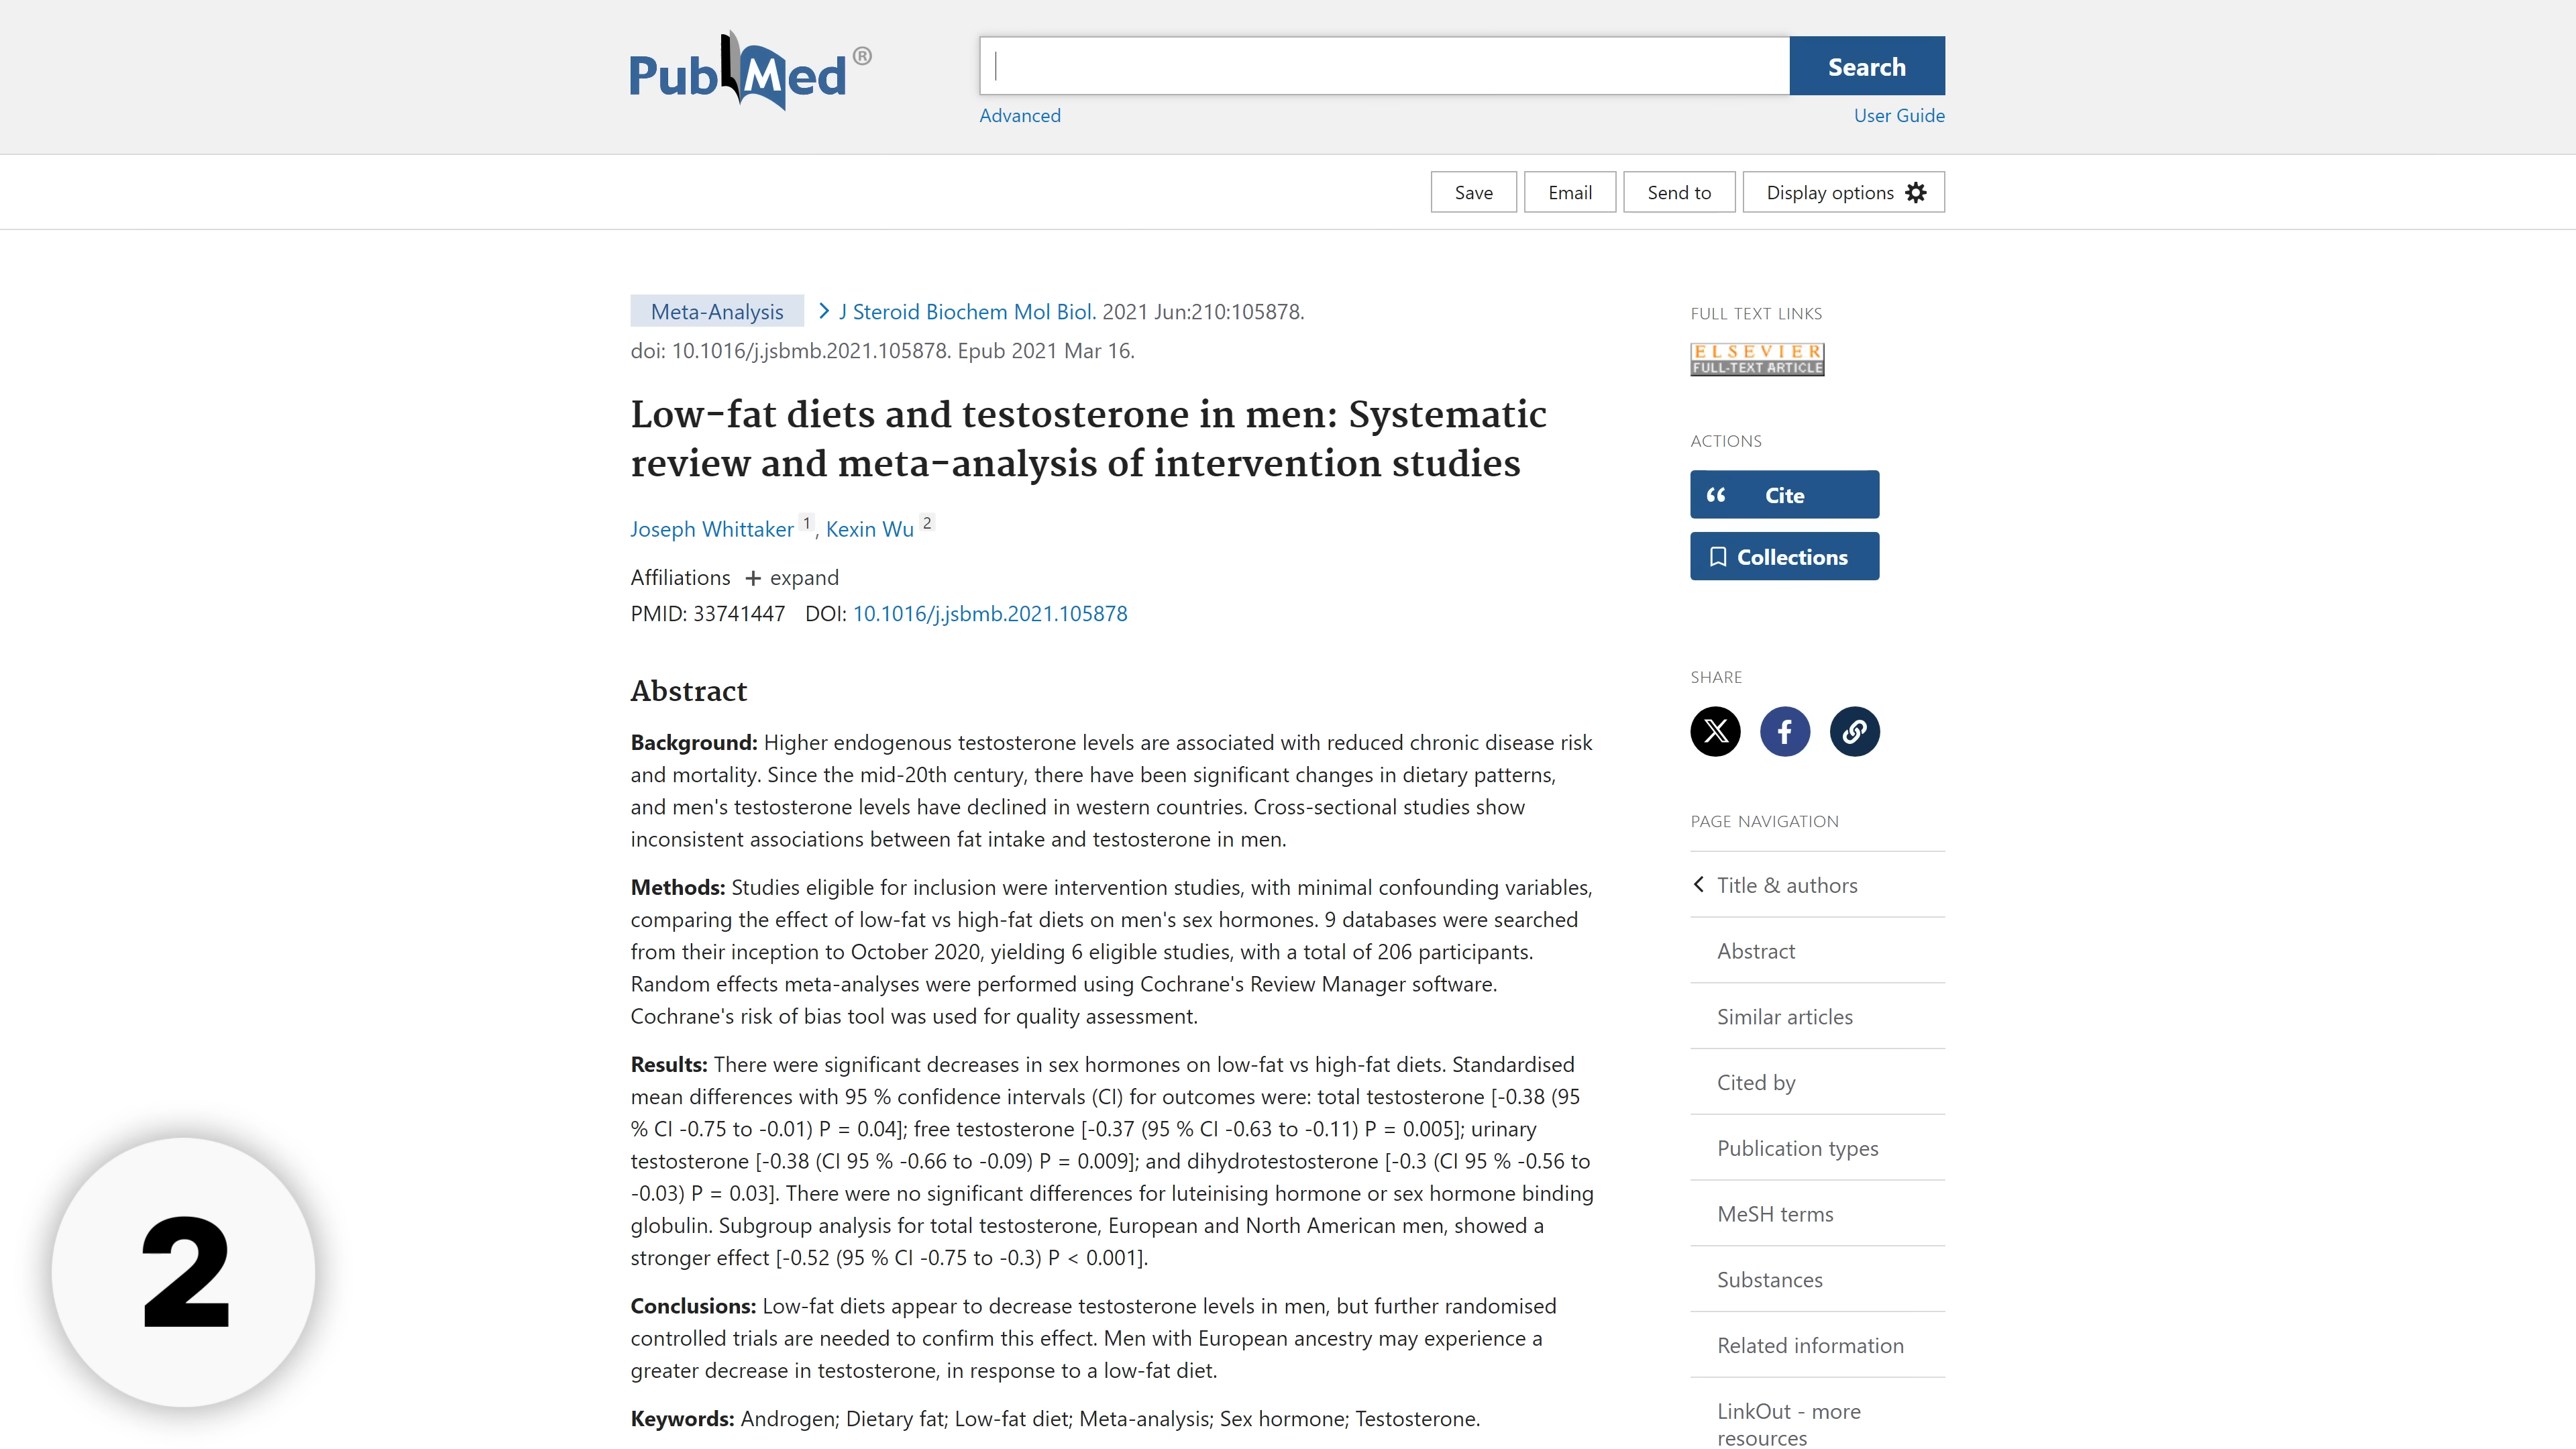 PubMed®
Search
Advanced
User Guide
Save
Email
Send to
Display options
Meta-Analysis
J Steroid Biochem Mol Biol. 2021 Jun:210:105878.
doi: 10.1016/j.jsbmb.2021.105878. Epub 2021 Mar 16.
Low-fat diets and testosterone in men: Systematic
review and meta-analysis of intervention studies
Joseph Whittaker 1, Kexin Wu 2
Affiliations + expand
PMID: 33741447 DOI: 10.1016/j.jsbmb.2021.105878
Abstract
Background: Higher endogenous testosterone levels are associated with reduced chronic disease risk
and mortality. Since the mid-20th century, there have been significant changes in dietary patterns,
and men's testosterone levels have declined in western countries. Cross-sectional studies show
inconsistent associations between fat intake and testosterone in men.
Methods: Studies eligible for inclusion were intervention studies, with minimal confounding variables,
comparing the effect of low-fat vs high-fat diets on men's sex hormones. 9 databases were searched
from their inception to October 2020, yielding 6 eligible studies, with a total of 206 participants.
Random effects meta-analyses were performed using Cochrane's Review Manager software.
Cochrane's risk of bias tool was used for quality assessment.
Results: There were significant decreases in sex hormones on low-fat vs high-fat diets. Standardised
mean differences with 95 % confidence intervals (CI) for outcomes were: total testosterone [-0.38 (95
% CI -0.75 to -0.01) P = 0.04]; free testosterone [-0.37 (95 % CI -0.63 to -0.11) P = 0.005]; urinary
testosterone [-0.38 (CI 95 % -0.66 to -0.09) P = 0.009]; and dihydrotestosterone [-0.3 (CI 95 % -0.56 to
-0.03) P = 0.03]. There were no significant differences for luteinising hormone or sex hormone binding
globulin. Subgroup analysis for total testosterone, European and North American men, showed a
stronger effect [-0.52 (95 % CI -0.75 to -0.3) P < 0.001].
Conclusions: Low-fat diets appear to decrease testosterone levels in men, but further randomised
controlled trials are needed to confirm this effect. Men with European ancestry may experience a
greater decrease in testosterone, in response to a low-fat diet.
Keywords: Androgen; Dietary fat; Low-fat diet; Meta-analysis; Sex hormone; Testosterone.
FULL TEXT LINKS
ELSEVIER
FULL-TEXT ARTICLE
ACTIONS
Cite
Collections
SHARE
PAGE NAVIGATION
Title & authors
Abstract
Similar articles
Cited by
Publication types
MeSH terms
Substances
Related information
LinkOut - more
resources
2